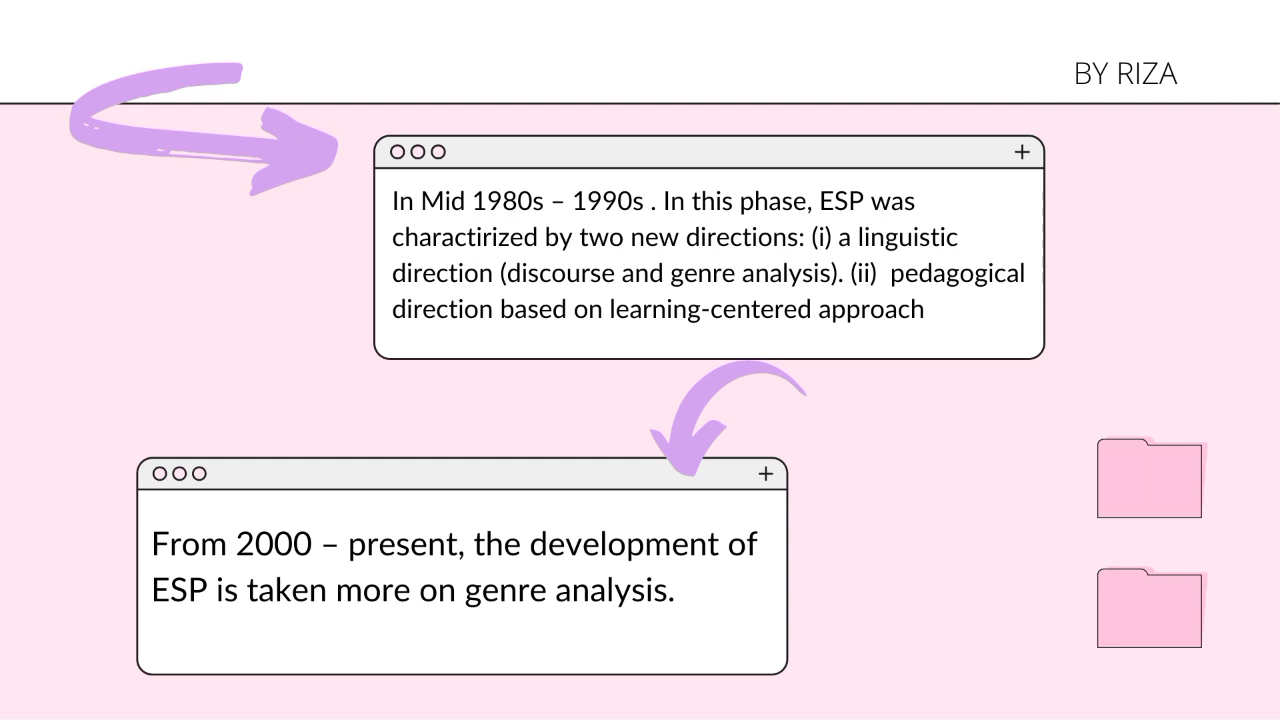 BY RIZA
In Mid 1980s – 1990s . In this phase, ESP was
charactirized by two new directions: (i) a linguistic
direction (discourse and genre analysis). (ii)  pedagogical
direction based on learning-centered approach
From 2000 – present, the development of
ESP is taken more on genre analysis.